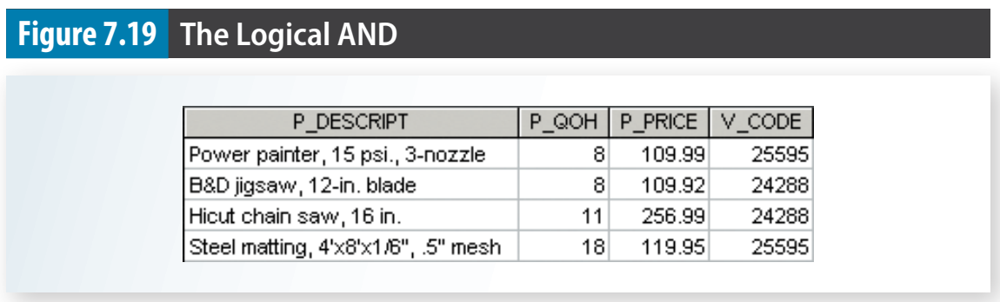 Figure 7.19 The Logical AND
P_DESCRIPT P_QOH P_PRICE V_CODE
Power painter, 15 psi., 3-nozzle 8 109.99 25595
B&D jigsaw, 12-in. blade 8 109.92 24288
Hicut chain saw, 16 in. 11 256.99 24288
Steel matting, 4'x8'x1/6", .5" mesh 18 119.95 25595